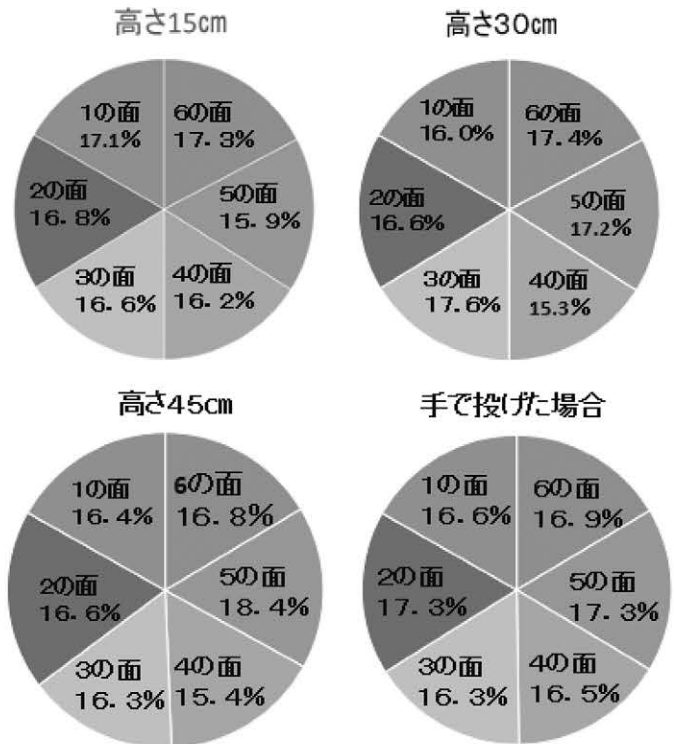 高さ15cm
1の面
17.1%
6の面
17.3%
2の面
16.8%
5の面
15.9%
3の面
16.6%
4の面
16.2%
高さ30cm
1の面
16.0%
6の面
17.4%
2の面
16.6%
5の面
17.2%
3の面
17.6%
4の面
15.3%
高さ45cm
1の面
16.4%
6の面
16.8%
2の面
16.6%
5の面
18.4%
3の面
16.3%
4の面
15.4%
手で投げた場合
1の面
16.6%
6の面
16.9%
2の面
17.3%
5の面
17.3%
3の面
16.3%
4の面
16.5%